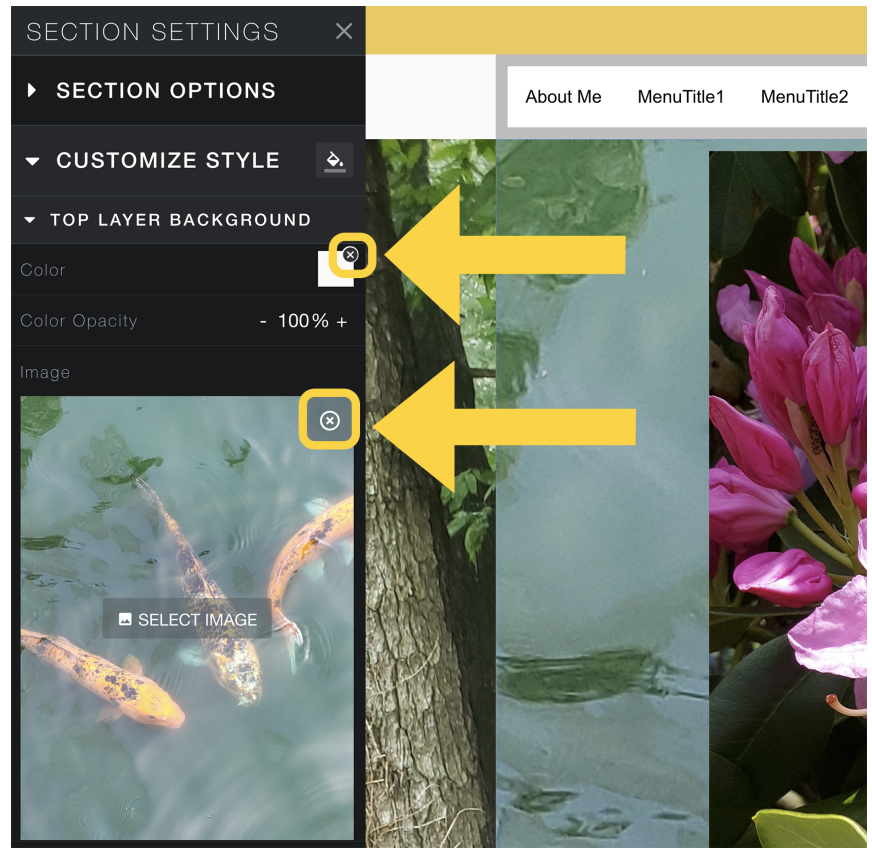 SECTION SETTINGS
About Me MenuTitle1 MenuTitle2
SECTION OPTIONS
CUSTOMIZE STYLE
TOP LAYER BACKGROUND
Color
Color Opacity - 100% +
Image
SELECT IMAGE